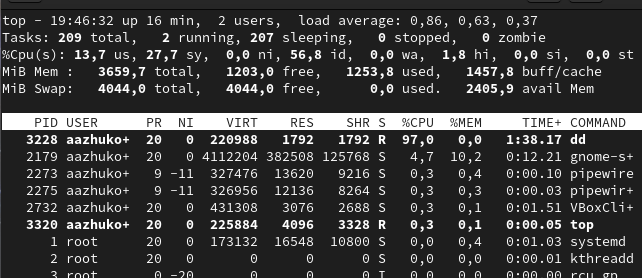 top - 19:46:32 up 16 min,  2 users,  load average: 0,86, 0,63, 0,37
Tasks: 209 total,   2 running, 207 sleeping,   0 stopped,   0 zombie
%Cpu(s): 13,7 us, 27,7 sy,  0,0 ni, 56,8 id,  0,0 wa,  1,8 hi,  0,0 si,  0,0 st
MiB Mem :   3659,7 total,   1203,0 free,   1253,8 used,   1457,8 buff/cache
MiB Swap:   4044,0 total,   4044,0 free,      0,0 used.   2405,9 avail Mem
PID USER      PR  NI    VIRT    RES    SHR S  %CPU  %MEM     TIME+ COMMAND
3228 aazhuko+  20   0  220988   1792   1792 R  97,0   0,0   1:38.17 dd
2179 aazhuko+  20   0 4112204 382508 125768 S   4,7  10,2   0:12.21 gnome-s+
2273 aazhuko+   9 -11  327476  13620   9216 S   0,3   0,4   0:00.10 pipewire
2275 aazhuko+   9 -11  326956  12136   8264 S   0,3   0,3   0:00.03 pipewir+
2732 aazhuko+  20   0  431308   3076   2688 S   0,3   0,1   0:01.51 VBoxCli+
3320 aazhuko+  20   0  225884   4096   3328 R   0,3   0,1   0:00.05 top
1 root      20   0  173132  16548  10800 S   0,0   0,4   0:01.03 systemd
2 root      20   0       0      0      0 S   0,0   0,0   0:00.01 kthreadd
3 root       0 -20       0      0      0 I   0,0   0,0   0:00.00 rcu_gp